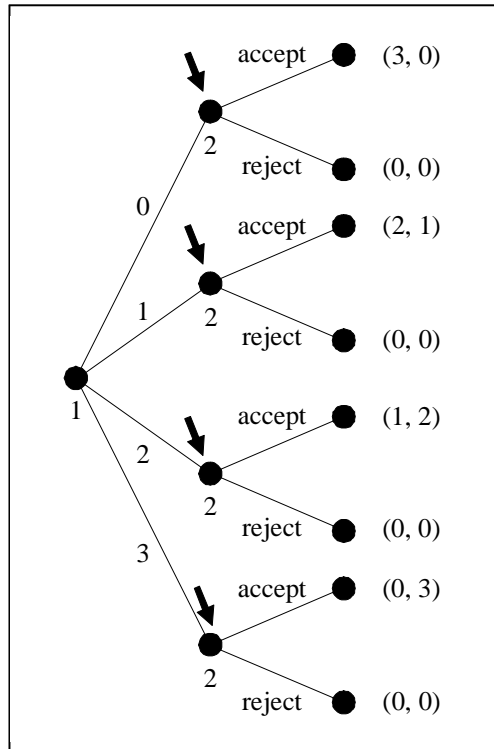 accept (3, 0)
2
reject (0, 0)
0
accept (2, 1)
1
2
reject (0, 0)
1
accept (1, 2)
2
2
reject (0, 0)
3
accept (0, 3)
2
reject (0, 0)